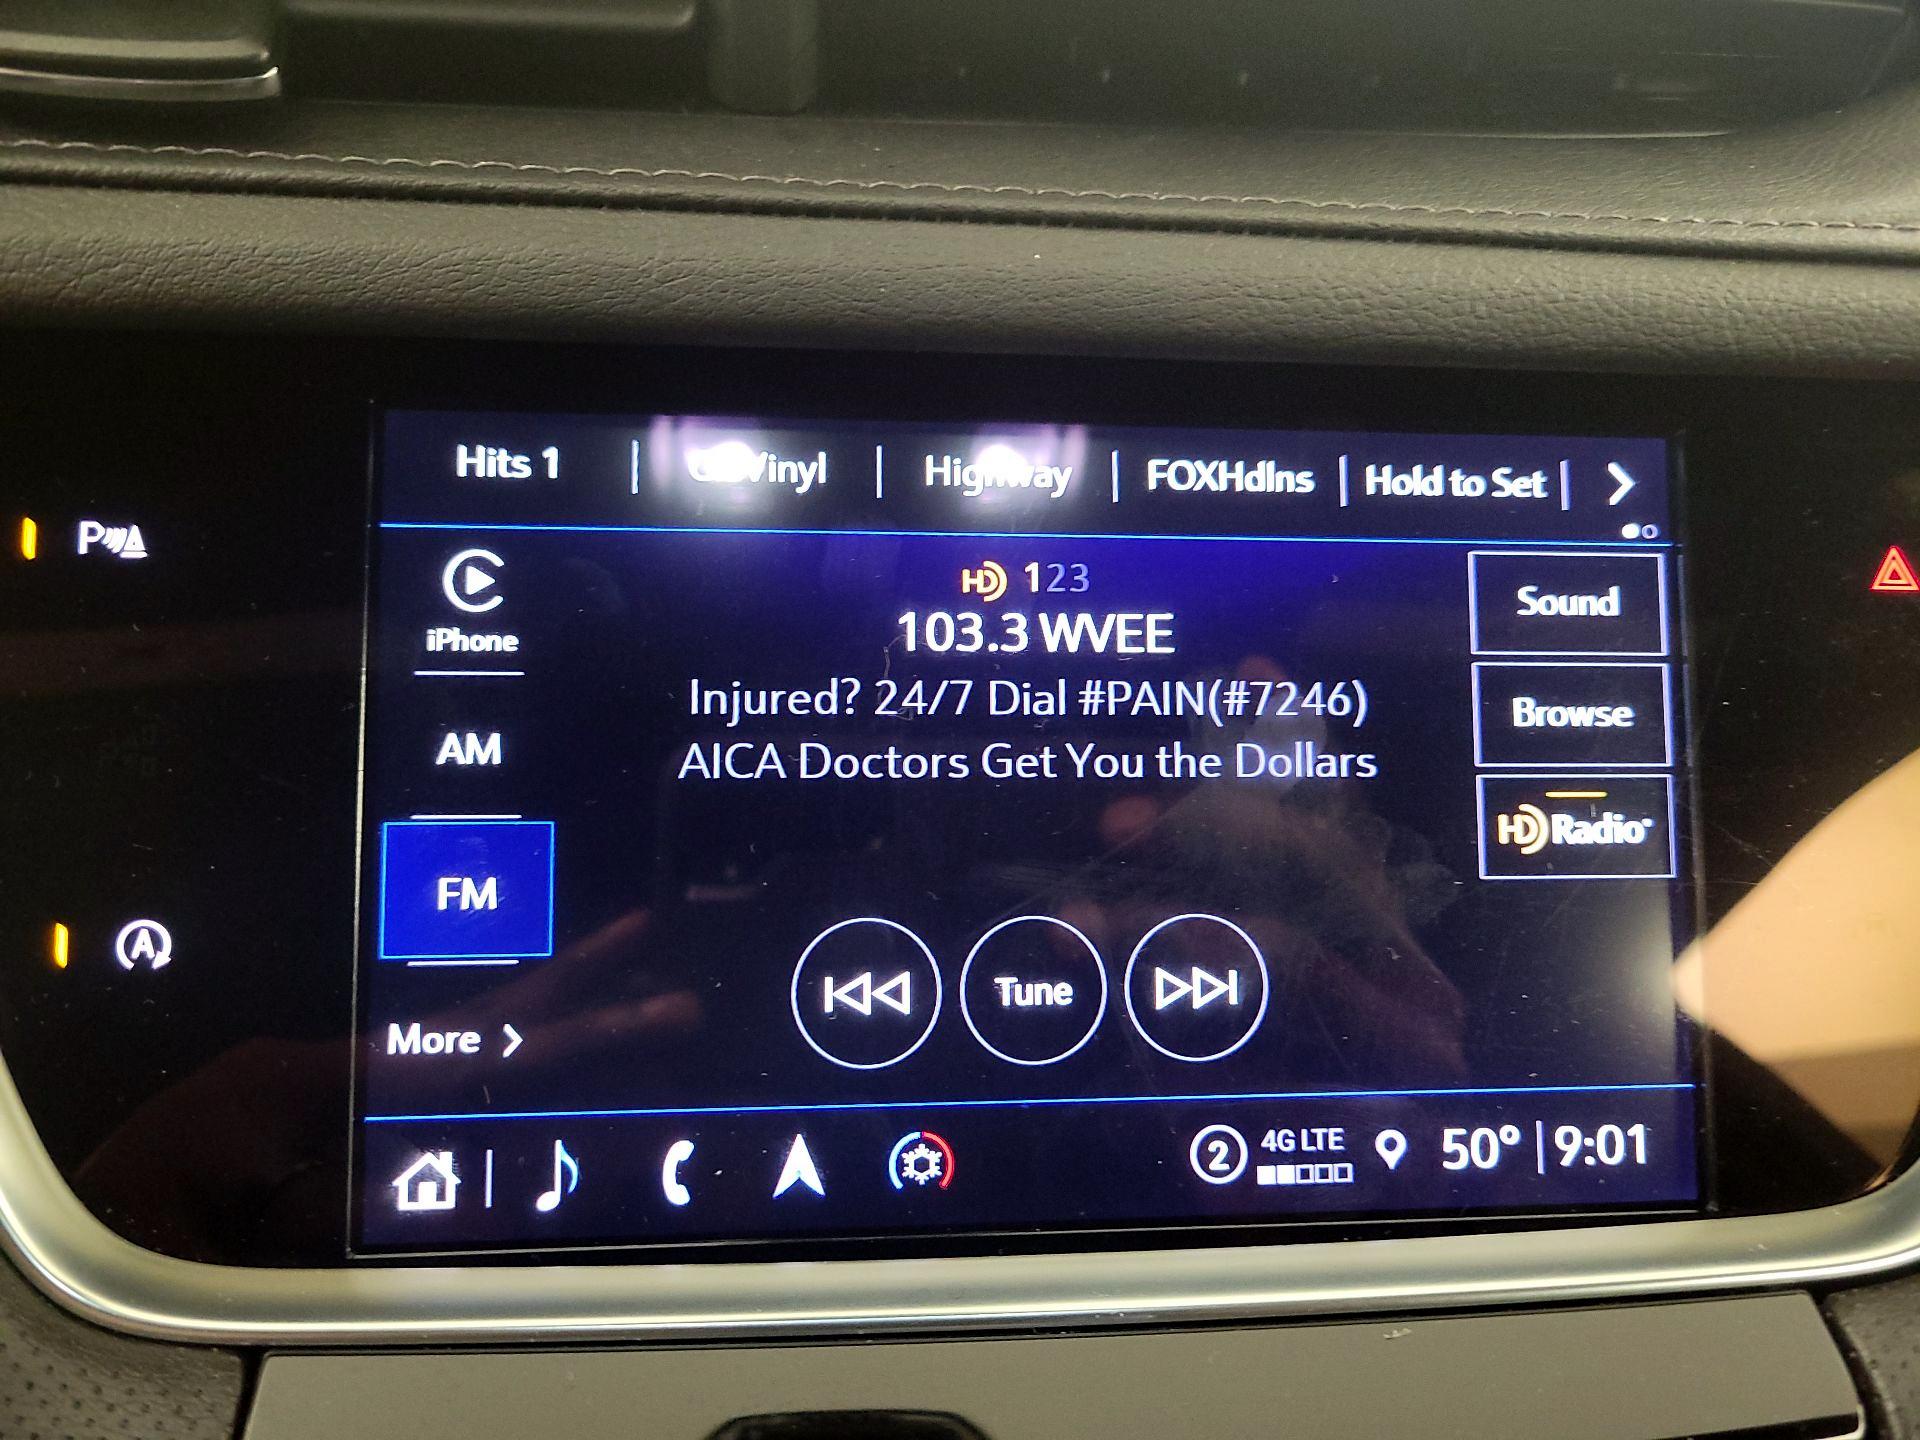 Hits 1 | Vinyl | Highway | FOXHdlns | Hold to Set |
P
iPhone
HD 123
103.3 WVEE
Injured? 24/7 Dial #PAIN(#7246)
AICA Doctors Get You the Dollars
Sound
Browse
HD Radio
AM
FM
A
More
Tune
2 4G LTE 50° | 9:01